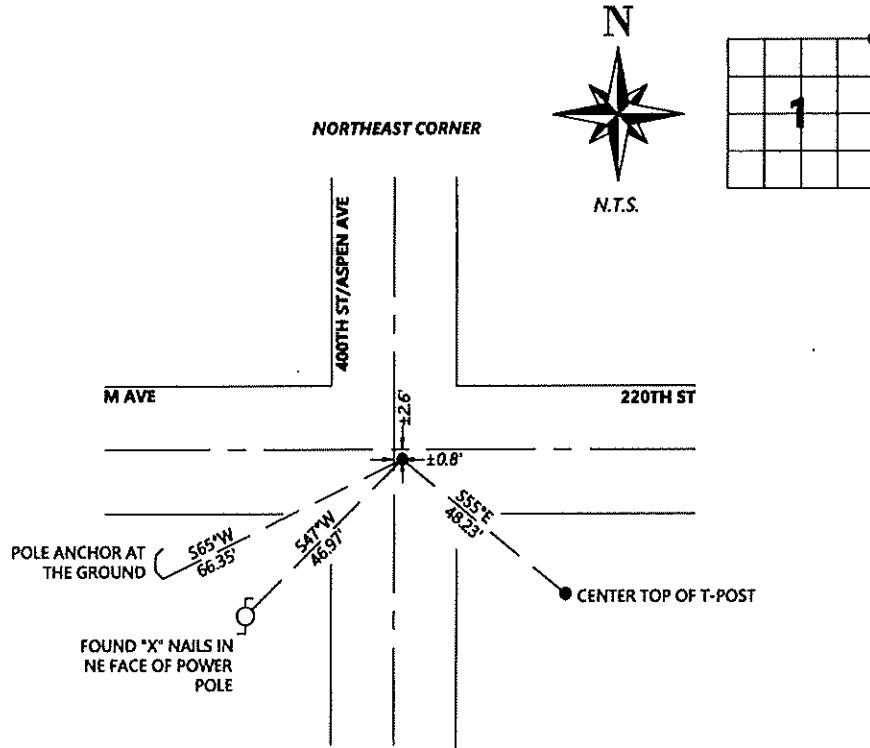 N
NORTHEAST CORNER
N.T.S.
1
400TH ST/ASPEN AVE
M AVE
220TH ST
±2.6'
±0.8'
S65°W
66.35'
S47°W
46.97'
S55°E
48.23'
POLE ANCHOR AT
THE GROUND
CENTER TOP OF T-POST
FOUND "X" NAILS IN
NE FACE OF POWER
POLE